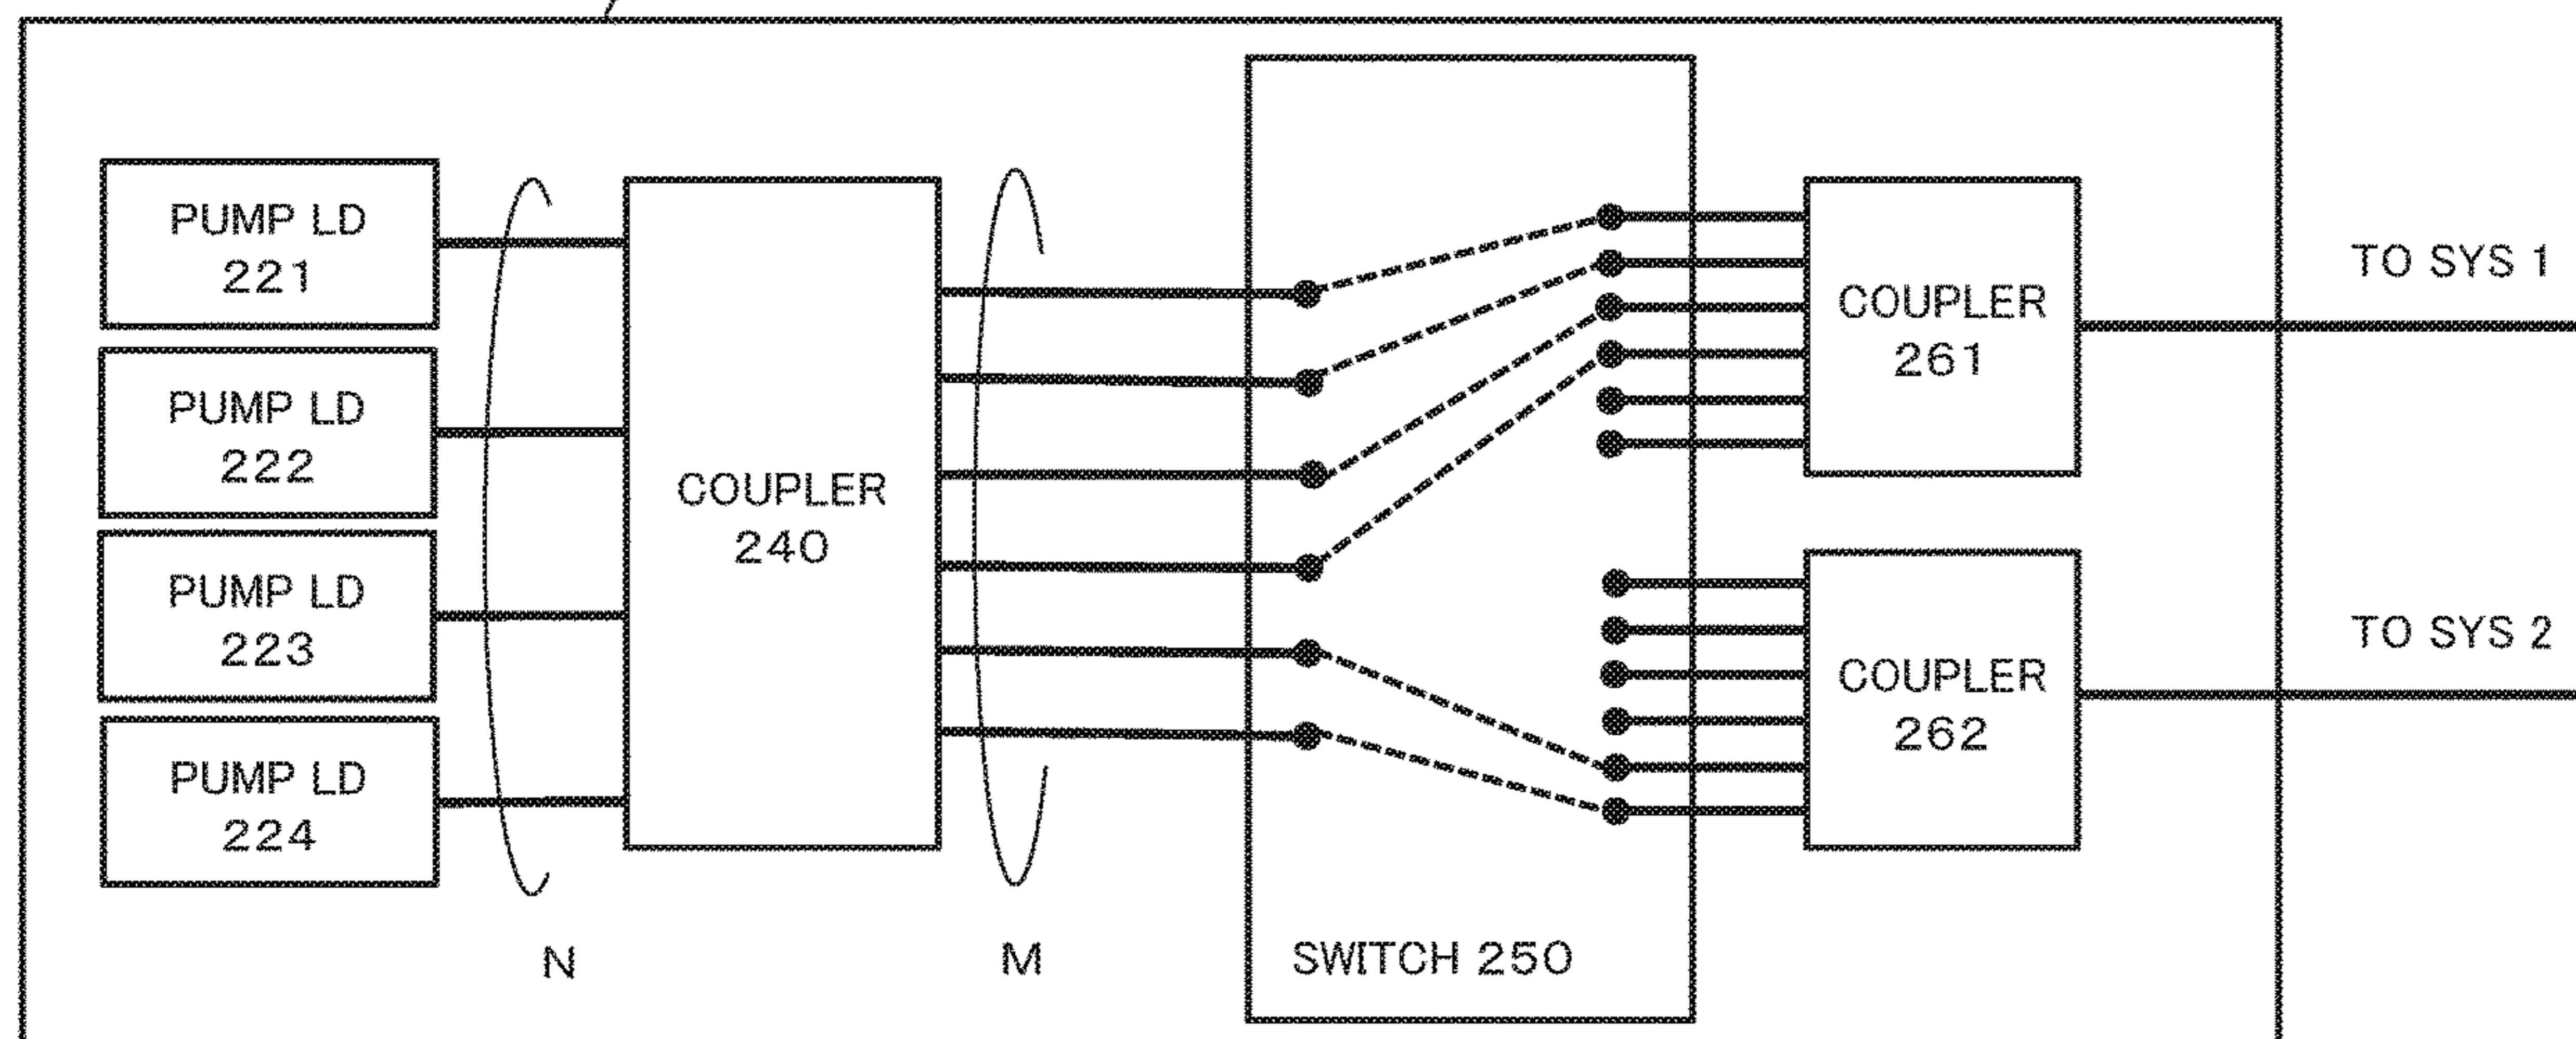 PUMP LD
221
PUMP LD
222
PUMP LD
223
PUMP LD
224
N
COUPLER
240
M
SWITCH 250
COUPLER
261
COUPLER
262
TO SYS 1
TO SYS 2